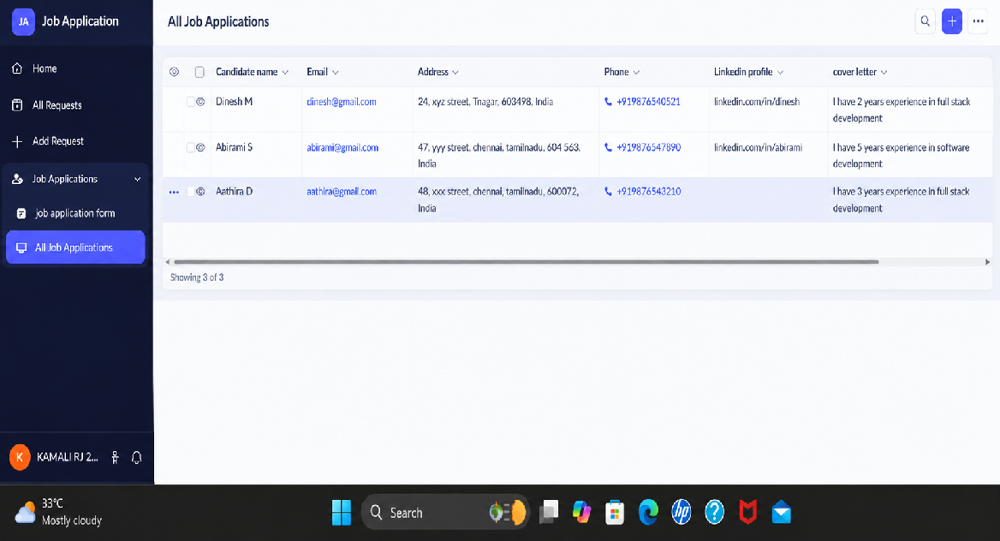 JA Job Application
Home
All Requests
Add Request
Job Applications
job application form
All Job Applications
KAMALI RJ 2...
All Job Applications
Candidate name Email Address Phone Linkedin profile cover letter
Dinesh M dinesh@gmail.com 24, xyz street, Tnagar, 603498, India +919876540521 linkedin.com/in/dinesh I have 2 years experience in full stack
development
Abirami S abirami@gmail.com 47, yyy street, chennai, tamilnadu, 604 563, +919876547890 linkedin.com/in/abirami I have 5 years experience in software
India development
Aathira D aathira@gmail.com 48, xxx street, chennai, tamilnadu, 600072, +919876543210 I have 3 years experience in full stack
India development
Showing 3 of 3
K
33°C
Mostly cloudy
Search
hp
?